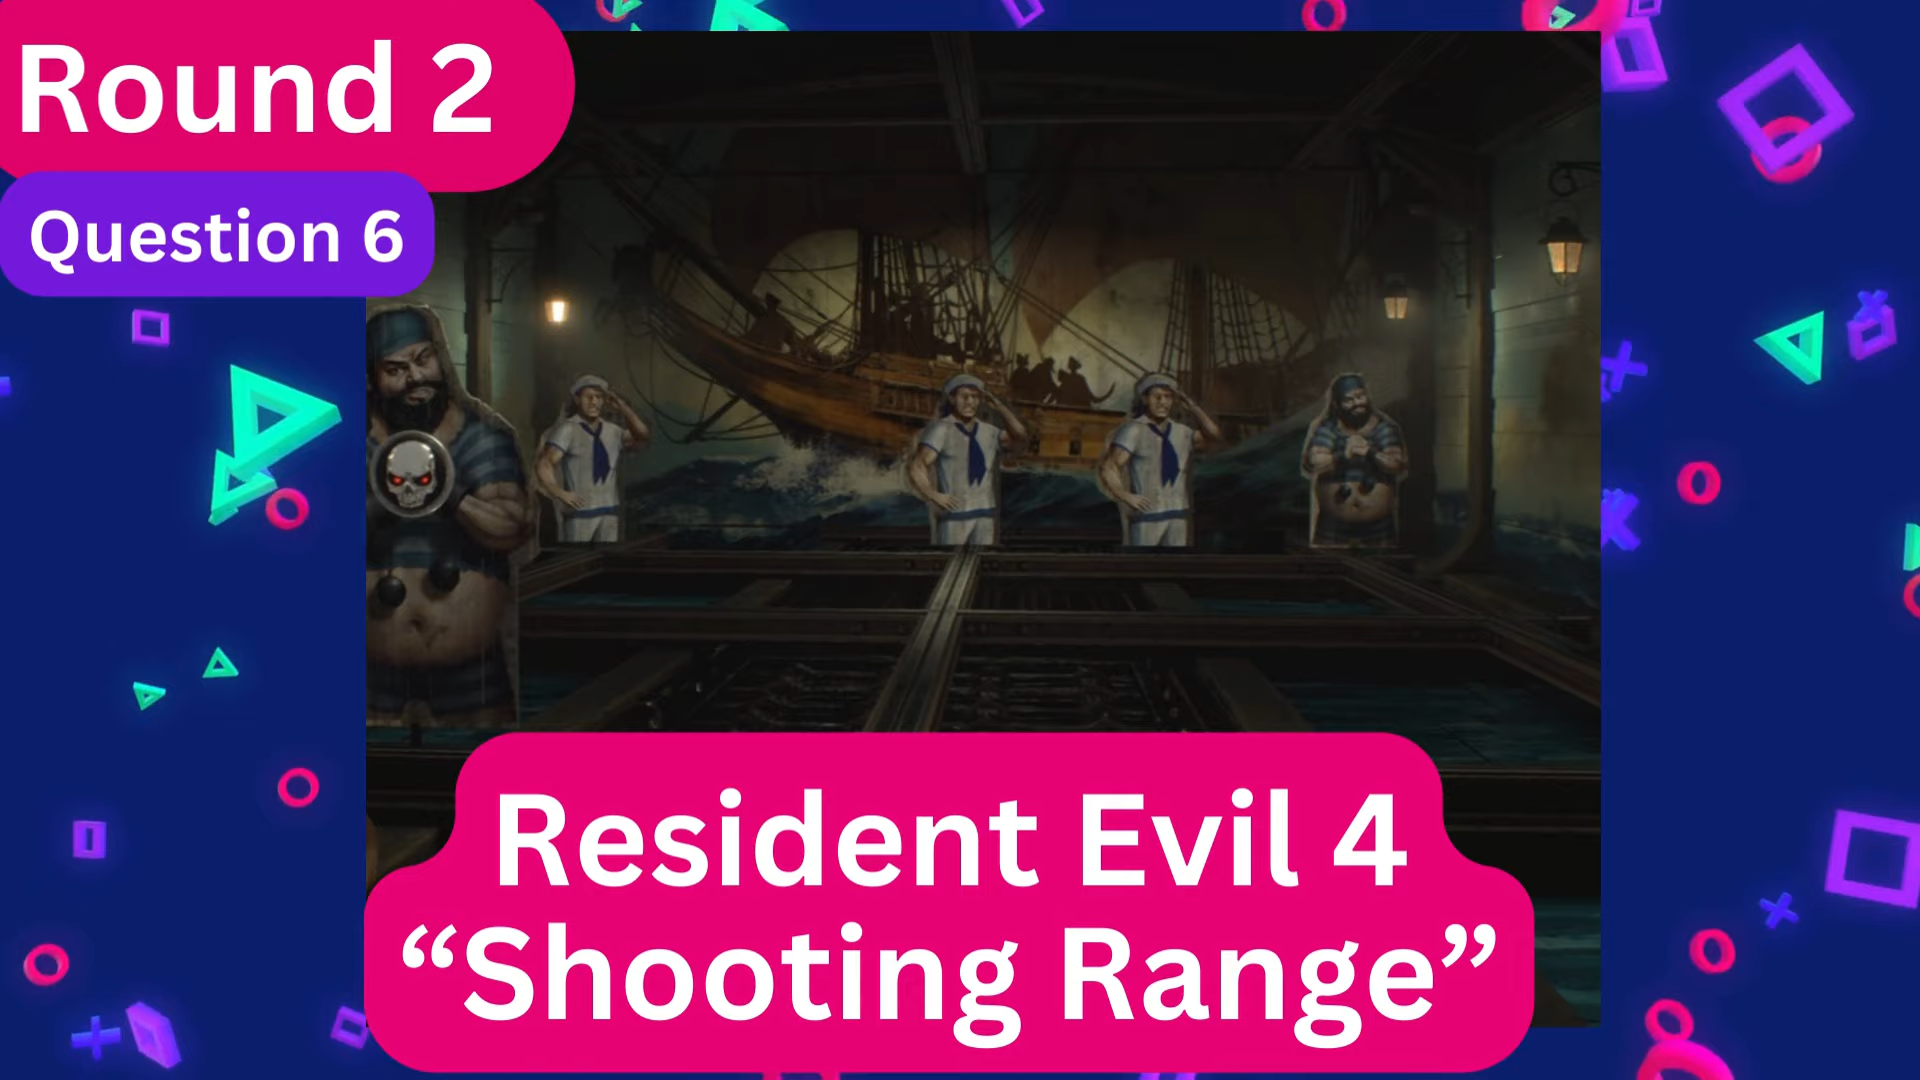 Round 2
Question 6
Resident Evil 4
“Shooting Range”